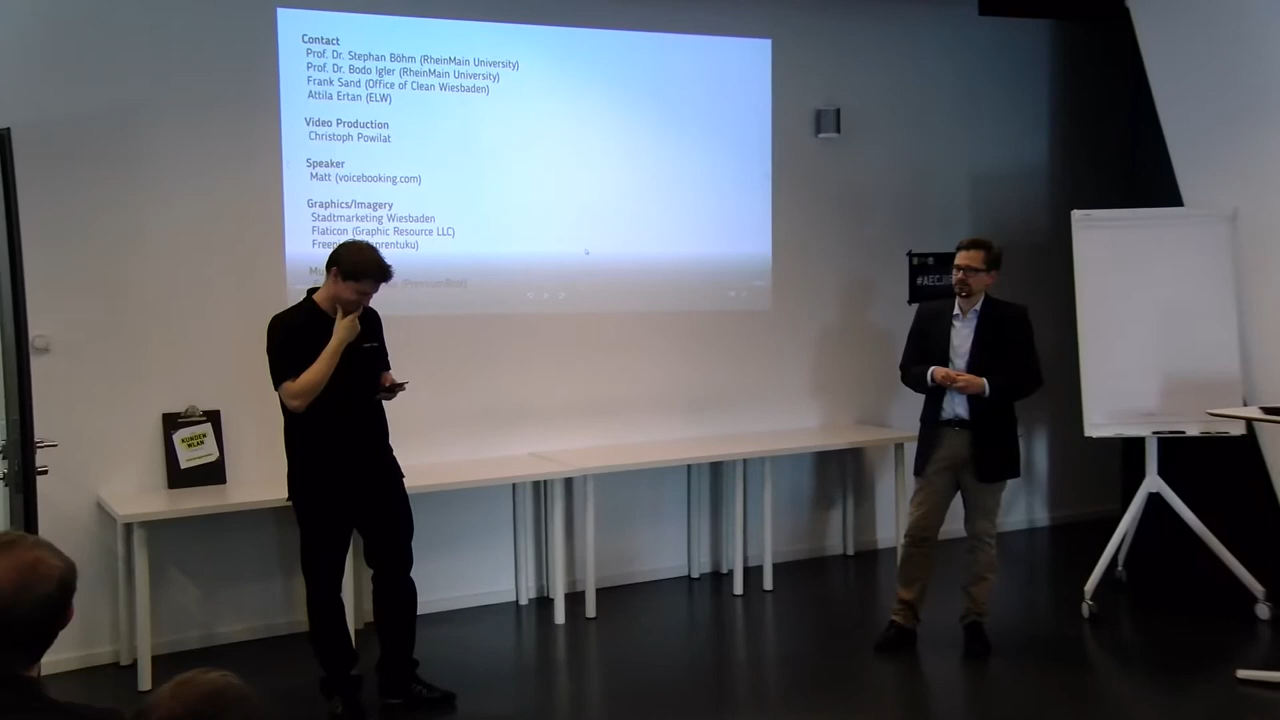 Contact
Prof. Dr. Stephan Böhm (RheinMain University)
Prof. Dr. Bodo Igler (RheinMain University)
Frank Sand (Office of Clean Wiesbaden)
Attila Ertan (ELW)
Video Production
Christoph Powilat
Speaker
Matt (voicebooking.com)
Graphics/Imagery
Stadtmarketing Wiesbaden
Flaticon (Graphic Resource LLC)
KUNDEN
WLAN